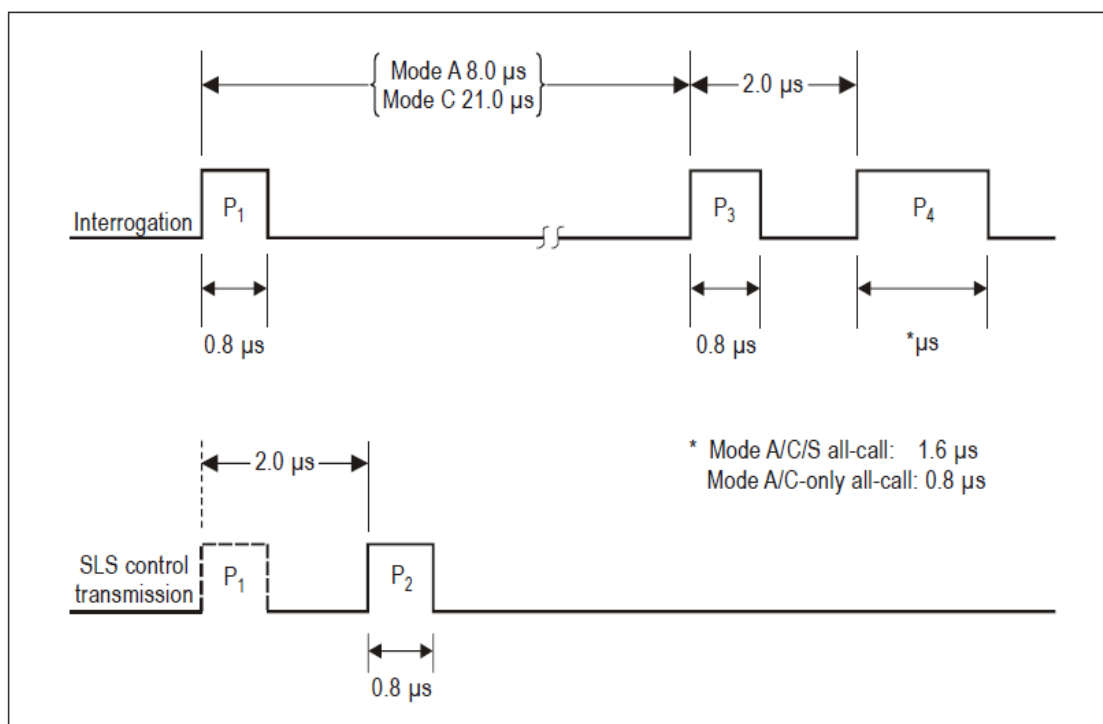 Mode A 8.0 µs
Mode C 21.0 µs
2.0 µs
Interrogation
P1
P3
P4
0.8 µs
0.8 µs
*µs
2.0 µs
* Mode A/C/S all-call: 1.6 µs
Mode A/C-only all-call: 0.8 µs
SLS control
transmission
P1
P2
0.8 µs